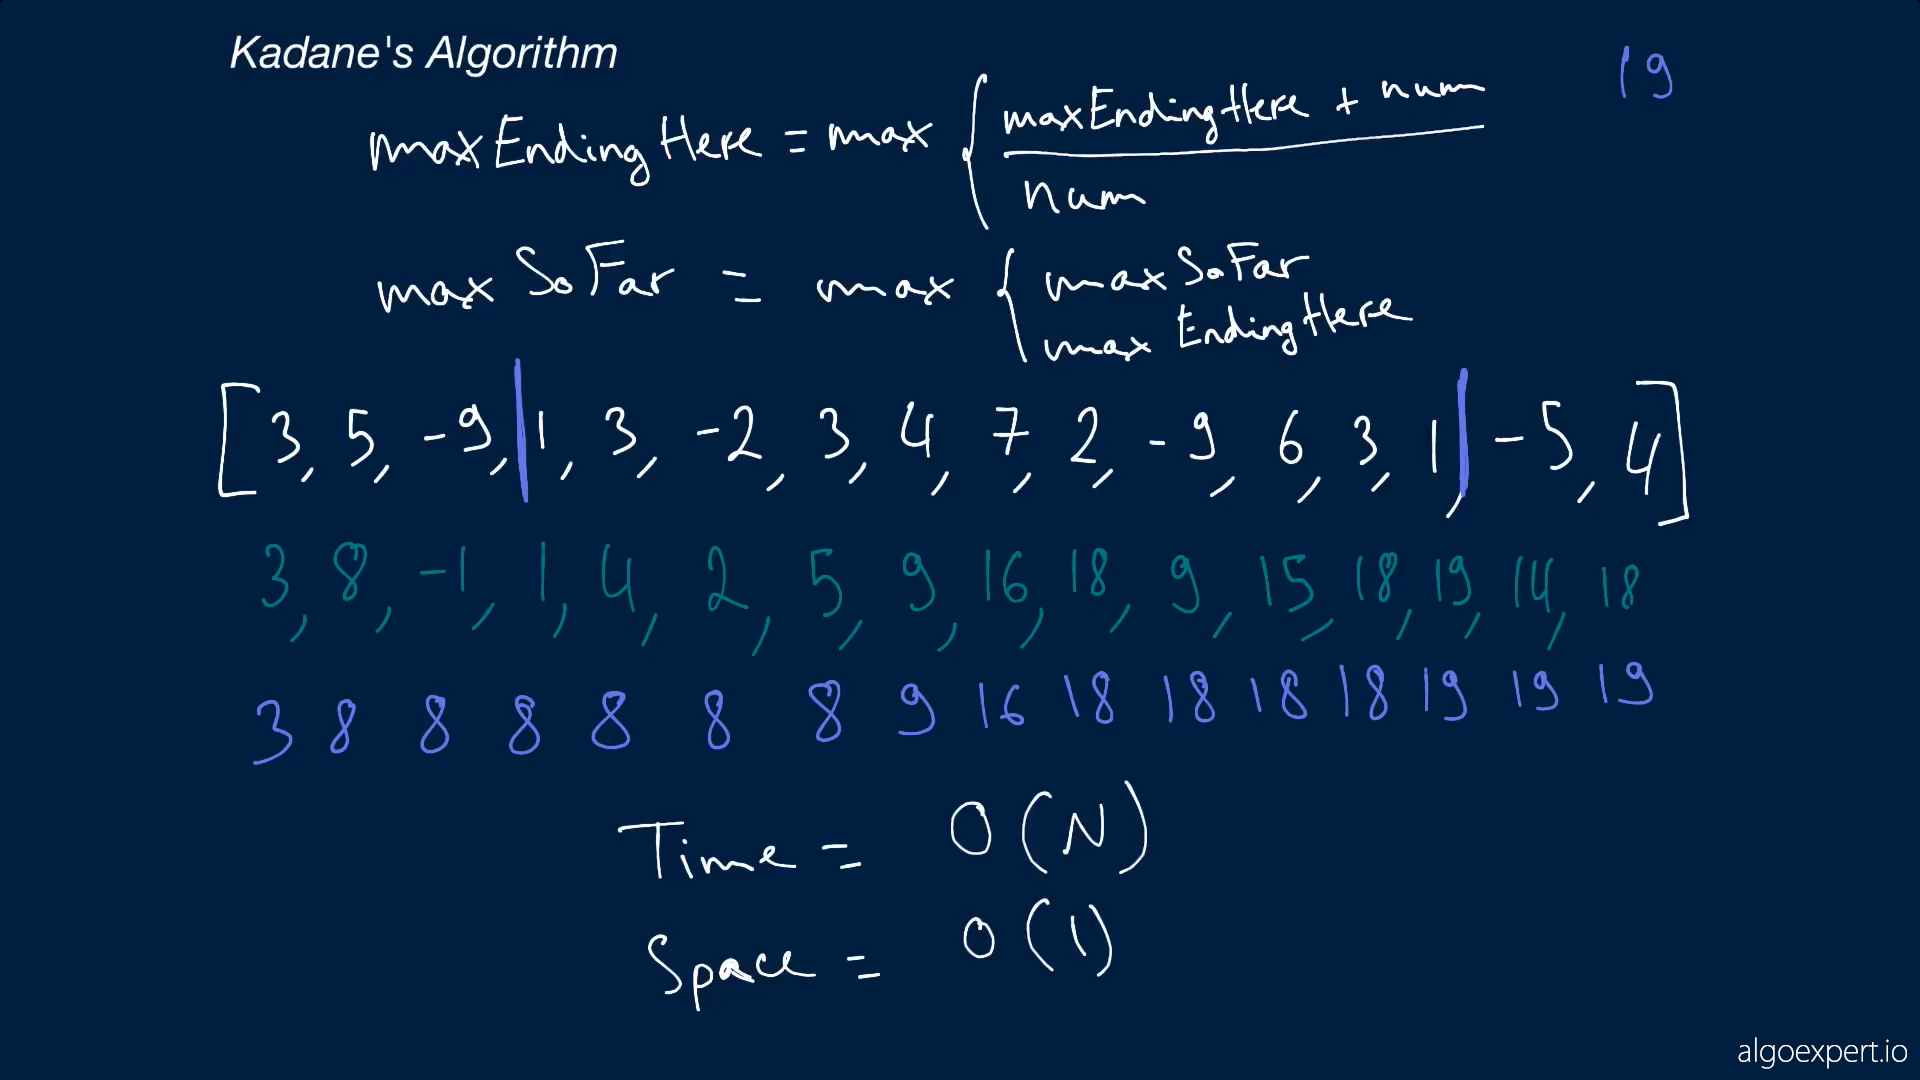 Kadane's Algorithm
19
maxEndingHere = max { maxEndingHere + num
num
maxSoFar = max { maxSoFar
maxEndingHere
[3, 5, -9, 1, 3, -2, 3, 4, 7, 2, -9, 6, 3, 1, -5, 4]
3, 8, -1, 1, 4, 2, 5, 9, 16, 18, 9, 15, 18, 19, 14, 18
3 8 8 8 8 8 8 9 16 18 18 18 18 19 19 19
Time = O(N)
Space = O(1)
algoexpert.io